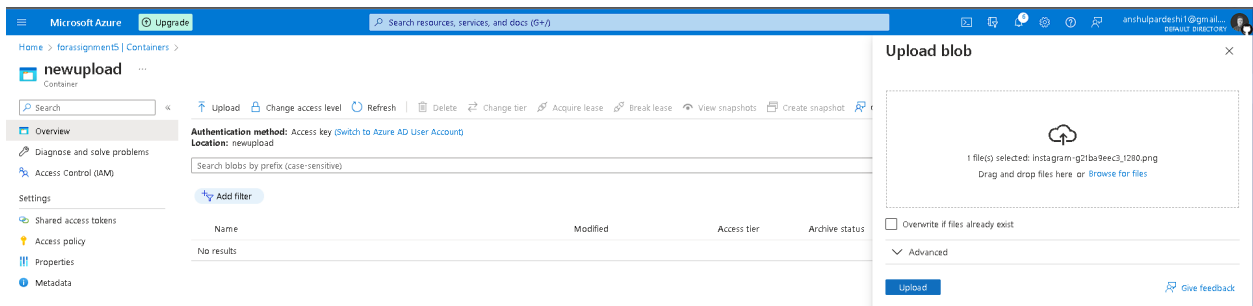 Microsoft Azure
Upgrade
Search resources, services, and docs (G+/)
6
anshulpardeshi1@gmail....
DEFAULT DIRECTORY
Home > forassignment5 | Containers >
newupload ...
Container
Search
Overview
Diagnose and solve problems
Access Control (IAM)
Settings
Shared access tokens
Access policy
Properties
Metadata
Upload Change access level Refresh Delete Change tier Acquire lease Break lease View snapshots Create snapshot
Authentication method: Access key (Switch to Azure AD User Account)
Location: newupload
Search blobs by prefix (case-sensitive)
Add filter
Name Modified Access tier Archive status
No results
Upload blob
1 file(s) selected: instagram-g21ba9eec3_1280.png
Drag and drop files here or Browse for files
Overwrite if files already exist
Advanced
Upload
Give feedback